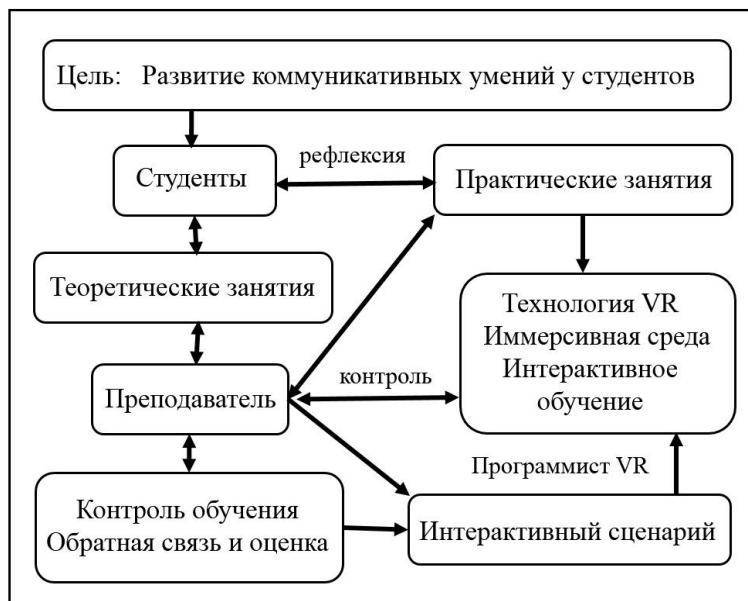 Цель: Развитие коммуникативных умений у студентов
рефлексия
Студенты
Практические занятия
Теоретические занятия
Технология VR
Иммерсивная среда
Интерактивное
обучение
контроль
Преподаватель
Программист VR
Контроль обучения
Обратная связь и оценка
Интерактивный сценарий